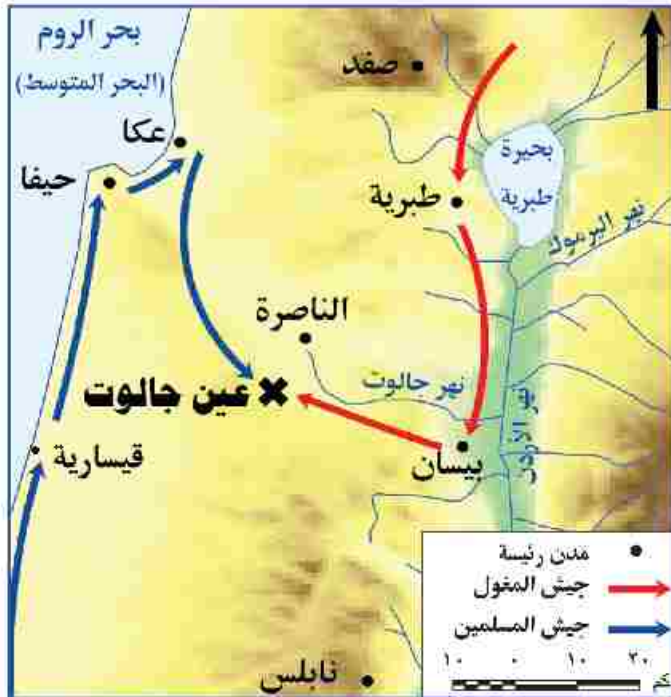 بحر الروم
(البحر المتوسط)
صفد
عكا
حيفا
بحيرة
طبرية
طبرية
نهر اليرموك
الناصرة
نهر جالوت
عين جالوت
نهر الأردن
قيسارية
بيسان
مدن رئيسة
جيش المغول
جيش المسلمين
١٠ ٠ ١٠ ٢٠
نابلس